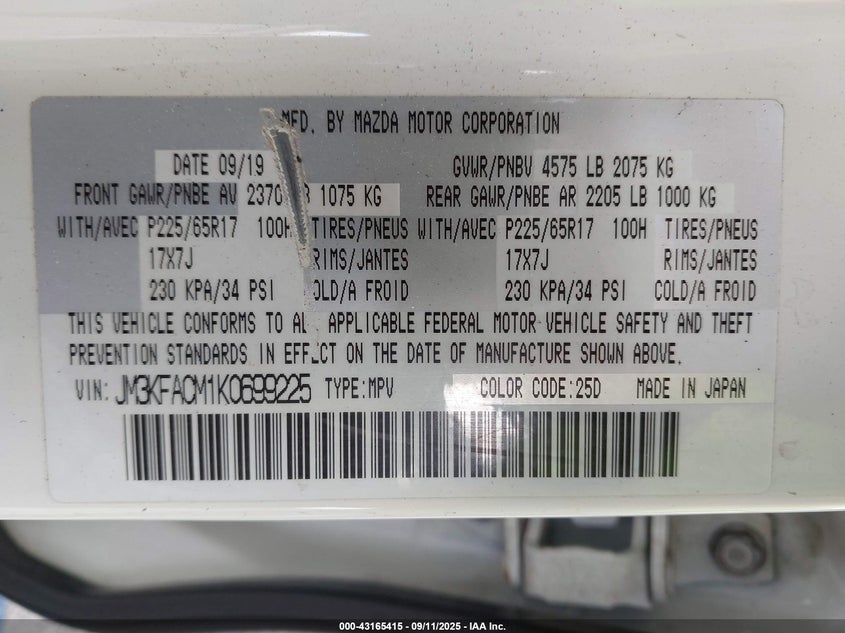 MFD. BY MAZDA MOTOR CORPORATION
DATE 09/19 GVWR/PNBV 4575 LB 2075 KG
FRONT GAWR/PNBE AV 2370 B 1075 KG REAR GAWR/PNBE AR 2205 LB 1000 KG
WITH/AVEC P225/65R17 100H TIRES/PNEUS WITH/AVEC P225/65R17 100H TIRES/PNEUS
17X7J RIMS/JANTES 17X7J RIMS/JANTES
230 KPA/34 PSI OLD/A FROID 230 KPA/34 PSI COLD/A FROID
THIS VEHICLE CONFORMS TO AL APPLICABLE FEDERAL MOTOR VEHICLE SAFETY AND THEFT
PREVENTION STANDARDS IN EFFECT ON THE DATE OF MANUFACTURE SHOWN ABOVE.
VIN: JM3KFACM1K0699225 TYPE:MPV COLOR CODE:25D MADE IN JAPAN
000-43165415 - 09/11/2025 - IAA Inc.